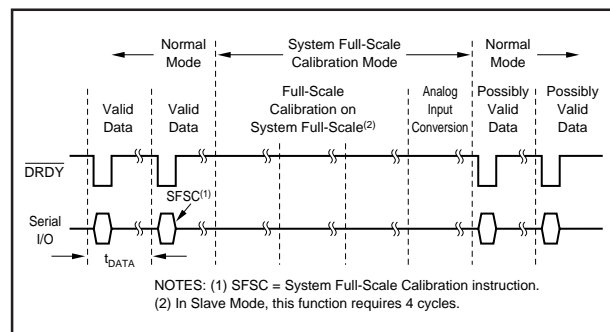 Normal
Mode
System Full-Scale
Calibration Mode
Normal
Mode
Valid
Data
Valid
Data
Full-Scale
Calibration on
System Full-Scale(2)
Analog
Input
Conversion
Possibly
Valid
Data
Possibly
Valid
Data
DRDY
SFSC(1)
Serial
I/O
tDATA
NOTES: (1) SFSC = System Full-Scale Calibration instruction.
(2) In Slave Mode, this function requires 4 cycles.